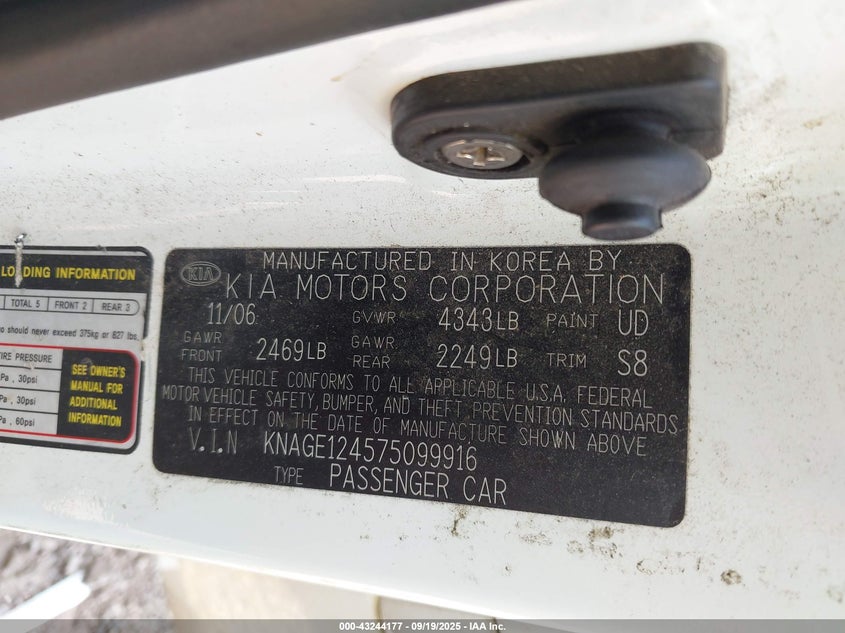 LOADING INFORMATION
TOTAL 5 FRONT 2 REAR 3
should never exceed 375kg or 827 lbs.
TIRE PRESSURE
, 30psi
, 30psi
, 60psi
SEE OWNER'S
MANUAL FOR
ADDITIONAL
INFORMATION
KIA
MANUFACTURED IN KOREA BY
KIA MOTORS CORPORATION
11/06 GVWR 4343LB PAINT UD
GAWR FRONT 2469LB GAWR REAR 2249LB TRIM S8
THIS VEHICLE CONFORMS TO ALL APPLICABLE U.S.A. FEDERAL
MOTOR VEHICLE SAFETY, BUMPER, AND THEFT PREVENTION STANDARDS
IN EFFECT ON THE DATE OF MANUFACTURE SHOWN ABOVE
V.I.N KNAGE124575099916
TYPE PASSENGER CAR
000-43244177 - 09/19/2025 - IAA Inc.